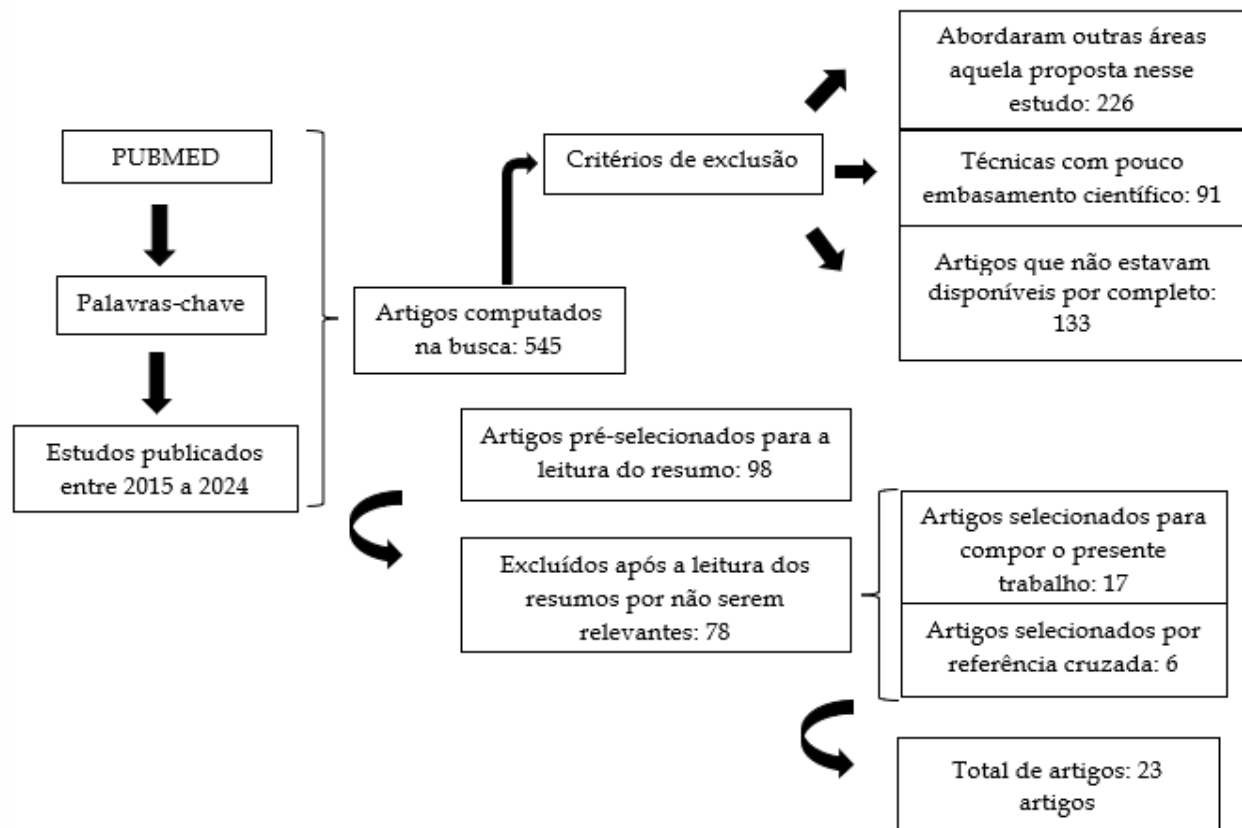 PUBMED
Palavras-chave
Estudos publicados
entre 2015 a 2024
Artigos computados
na busca: 545
Critérios de exclusão
Abordaram outras áreas
aquela proposta nesse
estudo: 226
Técnicas com pouco
embasamento científico: 91
Artigos que não estavam
disponíveis por completo:
133
Artigos pré-selecionados para a
leitura do resumo: 98
Excluídos após a leitura dos
resumos por não serem
relevantes: 78
Artigos selecionados para
compor o presente
trabalho: 17
Artigos selecionados por
referência cruzada: 6
Total de artigos: 23
artigos